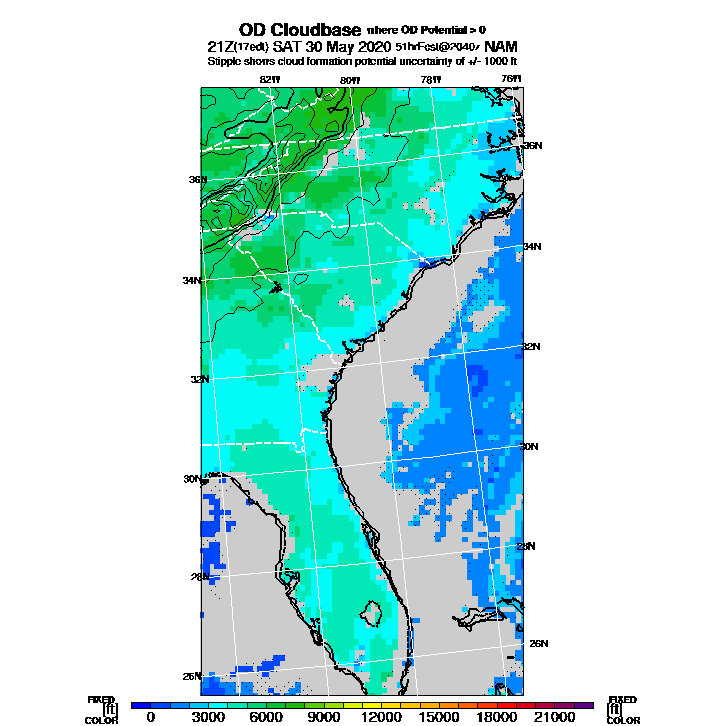 OD Cloudbase where OD Potential > 0
21Z(17edt) SAT 30 May 2020 51hrFcst@2040z NAM
Stipple shows cloud formation potential uncertainty of +/- 1000 ft
82W 80W 78W 76W
36N
36N
34N
34N
32N
32N
30N
30N
28N
28N
26N
26N
FIXED FIXED
[ft] 0 3000 6000 9000 12000 15000 18000 21000 [ft]
COLOR COLOR